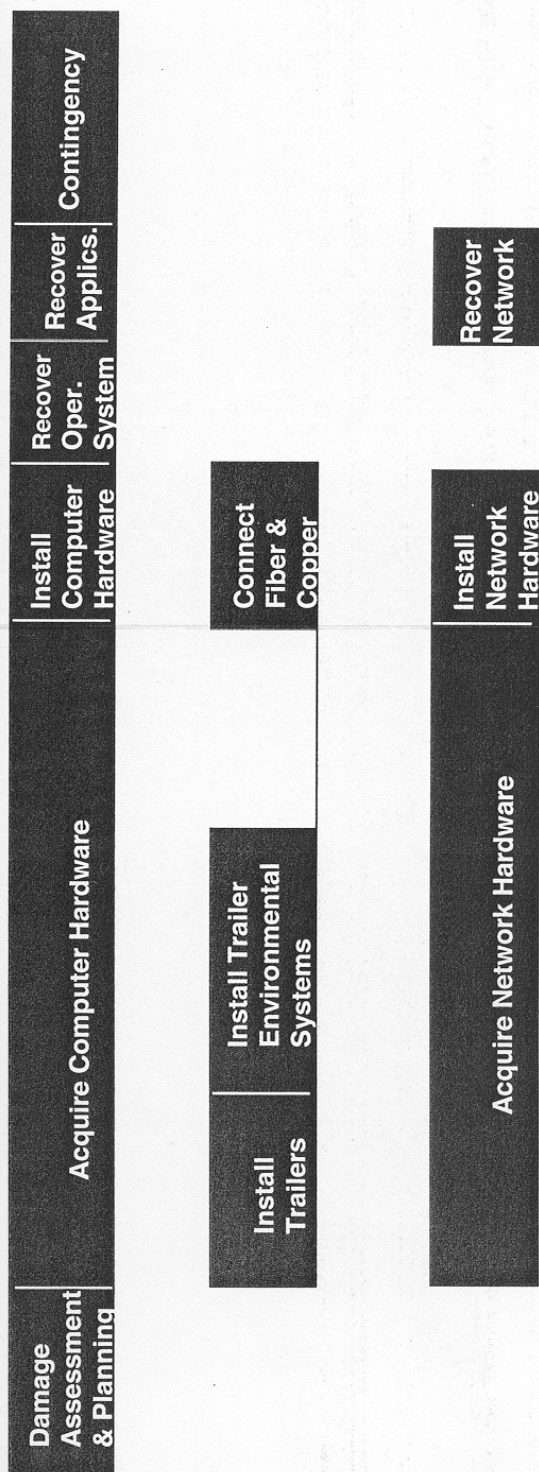 Damage
Assessment
& Planning
Acquire Computer Hardware
Install
Computer
Hardware
Recover
Oper.
System
Recover
Applics.
Contingency
Install
Trailers
Install Trailer
Environmental
Systems
Connect
Fiber &
Copper
Acquire Network Hardware
Install
Network
Hardware
Recover
Network